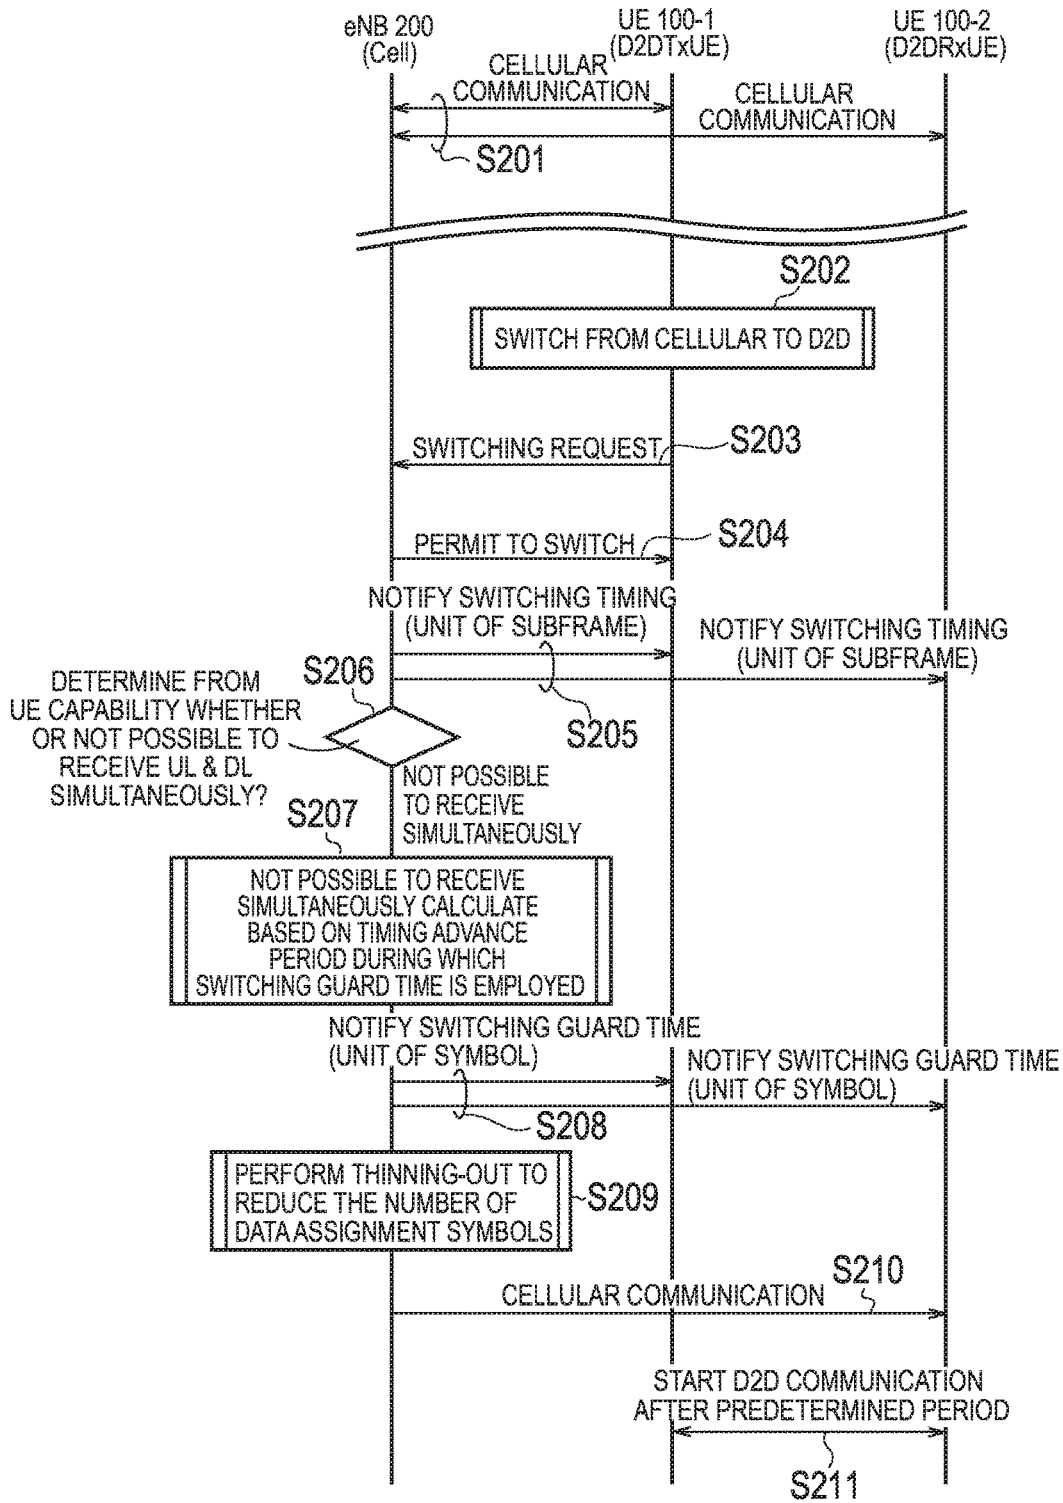 eNB 200
(Cell)
UE 100-1
(D2DTxUE)
UE 100-2
(D2DRxUE)
CELLULAR
COMMUNICATION
CELLULAR
COMMUNICATION
S201
S202
SWITCH FROM CELLULAR TO D2D
SWITCHING REQUEST
S203
PERMIT TO SWITCH
S204
NOTIFY SWITCHING TIMING
(UNIT OF SUBFRAME)
NOTIFY SWITCHING TIMING
(UNIT OF SUBFRAME)
S205
S206
DETERMINE FROM
UE CAPABILITY WHETHER
OR NOT POSSIBLE TO
RECEIVE UL & DL
SIMULTANEOUSLY?
NOT POSSIBLE
TO RECEIVE
SIMULTANEOUSLY
S207
NOT POSSIBLE TO RECEIVE
SIMULTANEOUSLY CALCULATE
BASED ON TIMING ADVANCE
PERIOD DURING WHICH
SWITCHING GUARD TIME IS EMPLOYED
NOTIFY SWITCHING GUARD TIME
(UNIT OF SYMBOL)
NOTIFY SWITCHING GUARD TIME
(UNIT OF SYMBOL)
S208
PERFORM THINNING-OUT TO
REDUCE THE NUMBER OF
DATA ASSIGNMENT SYMBOLS
S209
CELLULAR COMMUNICATION
S210
START D2D COMMUNICATION
AFTER PREDETERMINED PERIOD
S211